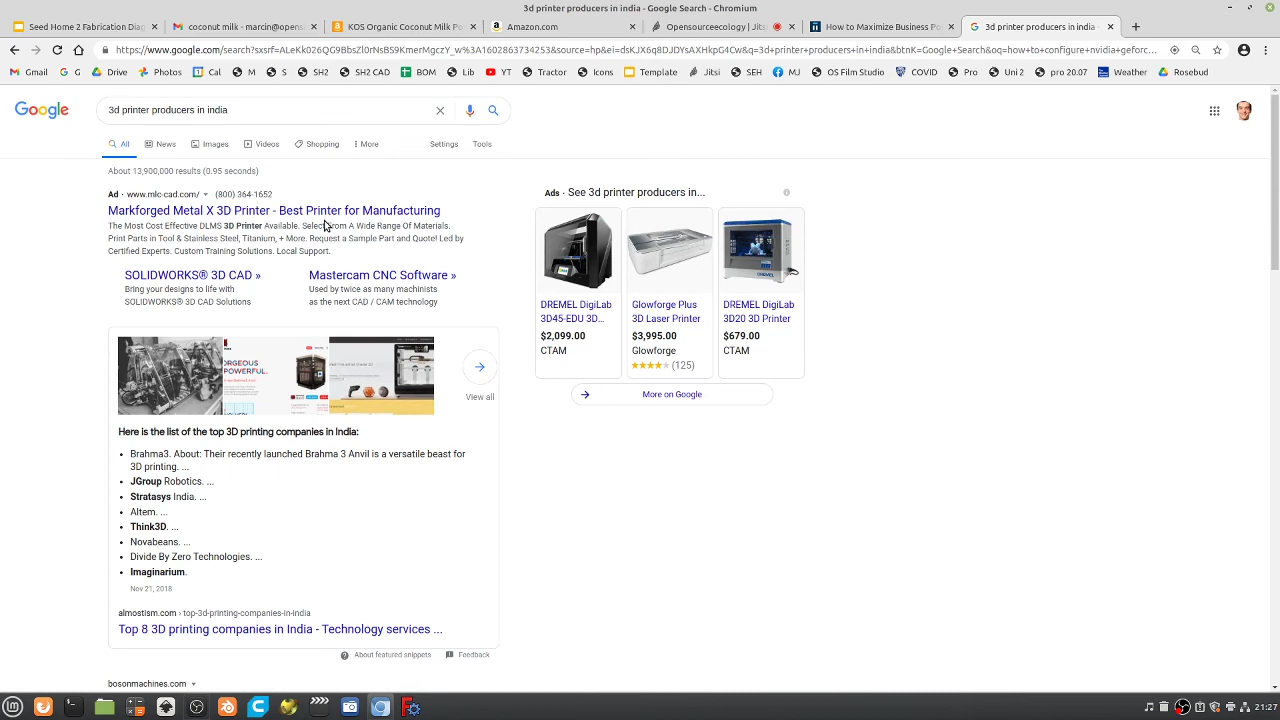 3d printer producers in india - Google Search - Chromium
Seed Home 2 Fabrication Diag
coconut milk - marcin@opens
KOS Organic Coconut Milk Po
Amazon.com
Opensourceecology | Jits
How to Maximize Business Po
3d printer producers in india
https://www.google.com/search?sxsrf=ALeKk026QG9BbsZl0rNsBS9KmerMgczY_w%3A1602863734253&source=hp&ei=dsKJX6q8DJDYsAXHkpG4Cw&q=3d+printer+producers+in+india&btnK=Google+Search&oq=how+to+configure+nvidia+geforc...
Gmail
G
Drive
Photos
Cal
M
S
SH2
SH2 CAD
BOM
Lib
YT
Tractor
Icons
Template
Jitsi
SEH
MJ
OS Film Studio
COVID
Pro
Uni 2
pro 20.07
Weather
Rosebud
Google
3d printer producers in india
All
News
Images
Videos
Shopping
More
Settings
Tools
About 13,900,000 results (0.95 seconds)
Ad · www.mlc-cad.com/ (800) 364-1652
Markforged Metal X 3D Printer - Best Printer for Manufacturing
The Most Cost Effective DLMS 3D Printer Available. Select From A Wide Range Of Materials.
Print Parts in Tool & Stainless Steel, Titanium, + More. Request a Sample Part and Quote! Led by
Certified Experts. Custom Training Solutions. Local Support.
SOLIDWORKS® 3D CAD »
Bring your designs to life with
SOLIDWORKS® 3D CAD Solutions
Mastercam CNC Software »
Used by twice as many machinists
as the next CAD / CAM technology
ORGEOUS
POWERFUL.
View all
Here is the list of the top 3D printing companies in India:
Brahma3. About: Their recently launched Brahma 3 Anvil is a versatile beast for
3D printing. ...
JGroup Robotics. ...
Stratasys India. ...
Altem. ...
Think3D. ...
Novabeans. ...
Divide By Zero Technologies. ...
Imaginarium.
Nov 21, 2018
almostism.com › top-3d-printing-companies-in-india
Top 8 3D printing companies in India - Technology services ...
About featured snippets
Feedback
bosonmachines.com
Ads · See 3d printer producers in...
DREMEL DigiLab
3D45-EDU 3D...
$2,099.00
CTAM
Glowforge Plus
3D Laser Printer
$3,995.00
Glowforge
(125)
DREMEL DigiLab
3D20 3D Printer
$679.00
CTAM
More on Google
21:27